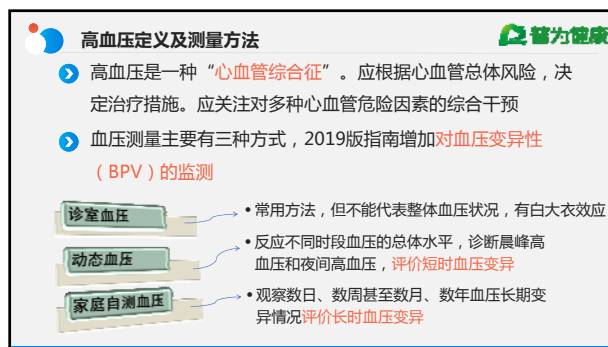 高血压定义及测量方法
普为健康
高血压是一种“心血管综合征”。应根据心血管总体风险，决
定治疗措施。应关注对多种心血管危险因素的综合干预
血压测量主要有三种方式，2019版指南增加对血压变异性
（BPV）的监测
诊室血压
•常用方法，但不能代表整体血压状况，有白大衣效应
动态血压
•反应不同时段血压的总体水平，诊断晨峰高
血压和夜间高血压，评价短时血压变异
家庭自测血压
•观察数日、数周甚至数月、数年血压长期变
异情况评价长时血压变异